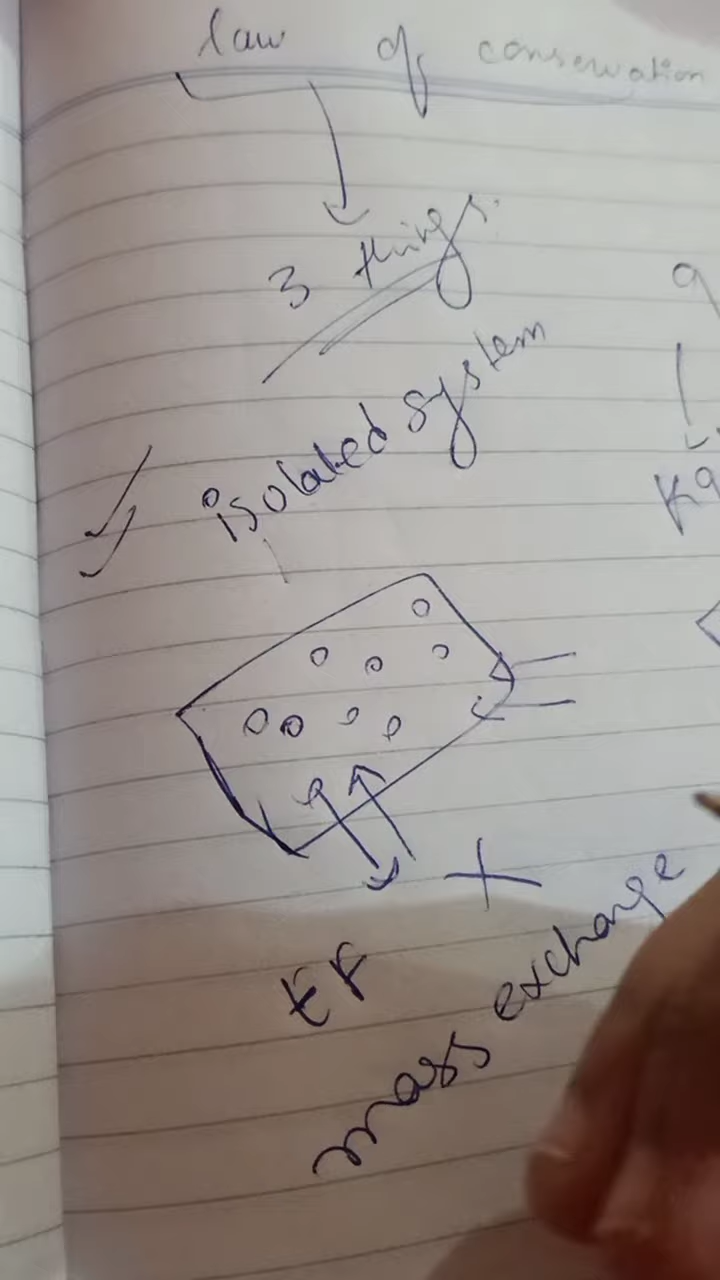 law of conservation
3 things.
isolated system
EF
mass exchange